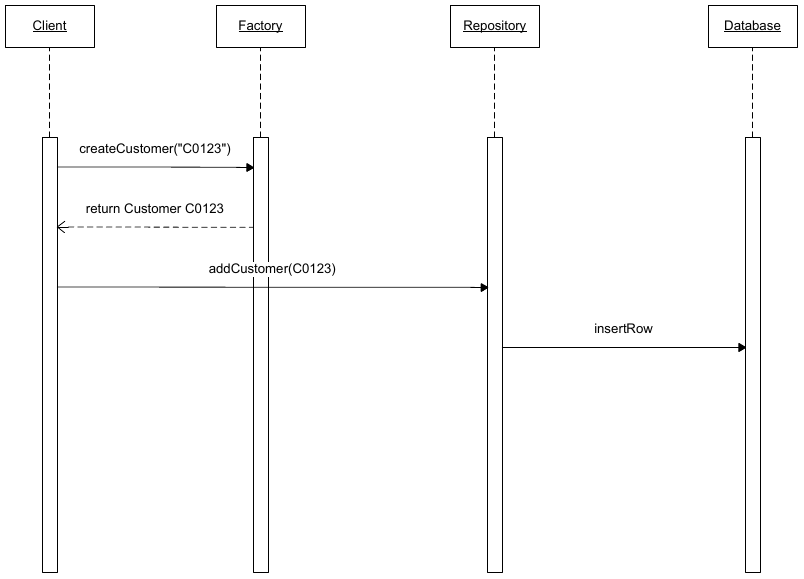 Client
Factory
Repository
Database
createCustomer("C0123")
return Customer C0123
addCustomer(C0123)
insertRow